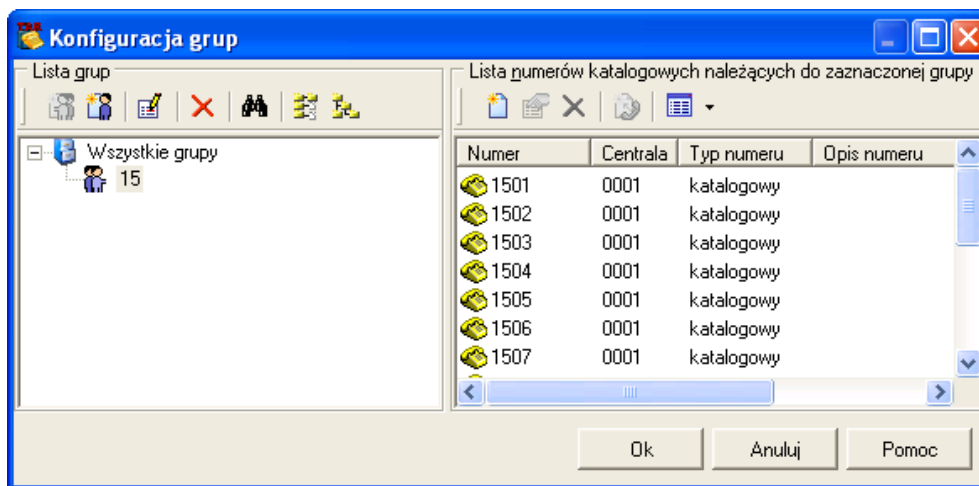 Konfiguracja grup
Lista grup
Lista numerów katalogowych należących do zaznaczonej grupy
Wszystkie grupy
15
Numer Centrala Typ numeru Opis numeru
1501 0001 katalogowy
1502 0001 katalogowy
1503 0001 katalogowy
1504 0001 katalogowy
1505 0001 katalogowy
1506 0001 katalogowy
1507 0001 katalogowy
Ok Anuluj Pomoc